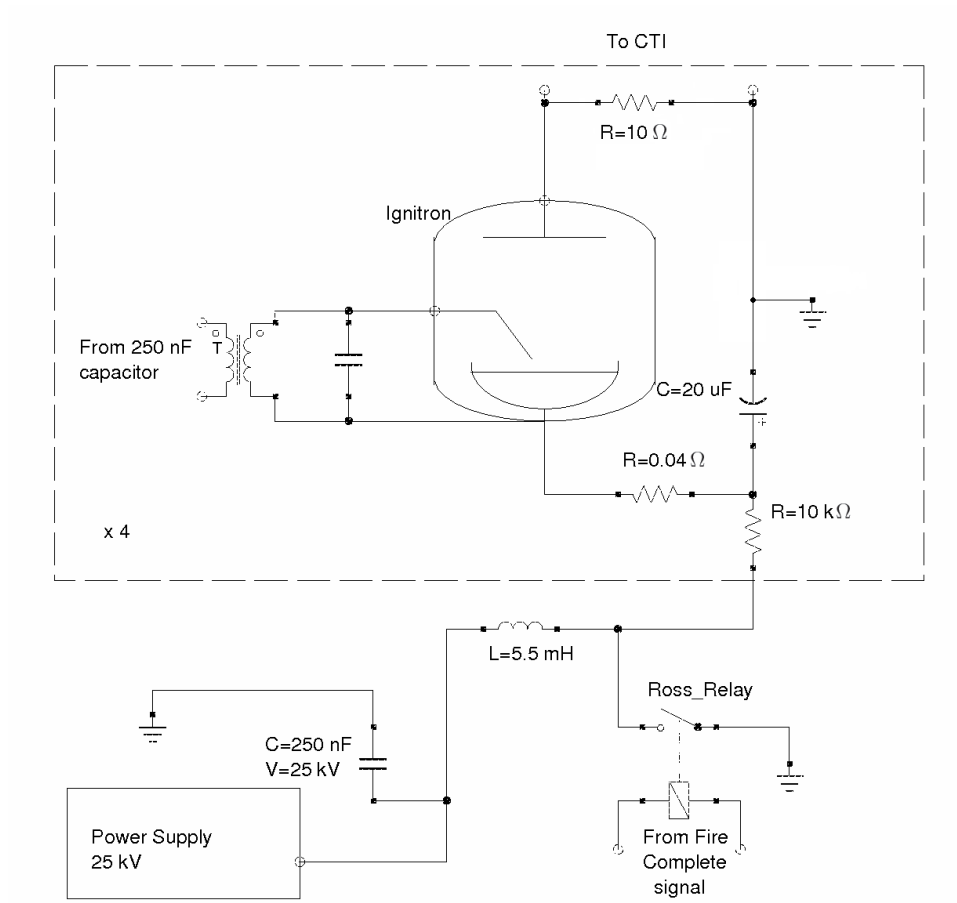 To CTI
R=10 Ω
Ignitron
From 250 nF
capacitor
T
C=20 uF
+
R=0.04 Ω
R=10 kΩ
x 4
L=5.5 mH
Ross_Relay
C=250 nF
V=25 kV
Power Supply
25 kV
From Fire
Complete
signal